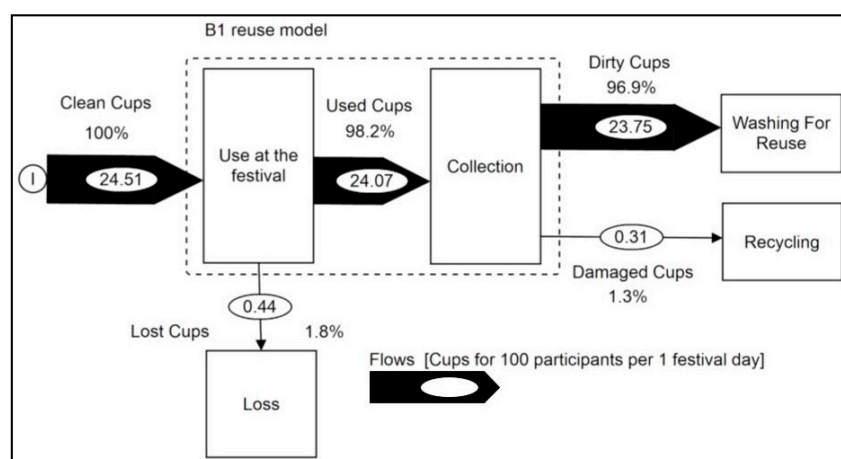 B1 reuse model
Clean Cups
100%
I
24.51
Use at the
festival
Used Cups
98.2%
24.07
Collection
Dirty Cups
96.9%
23.75
Washing For
Reuse
0.31
Damaged Cups
1.3%
Recycling
0.44
Lost Cups
1.8%
Loss
Flows [Cups for 100 participants per 1 festival day]